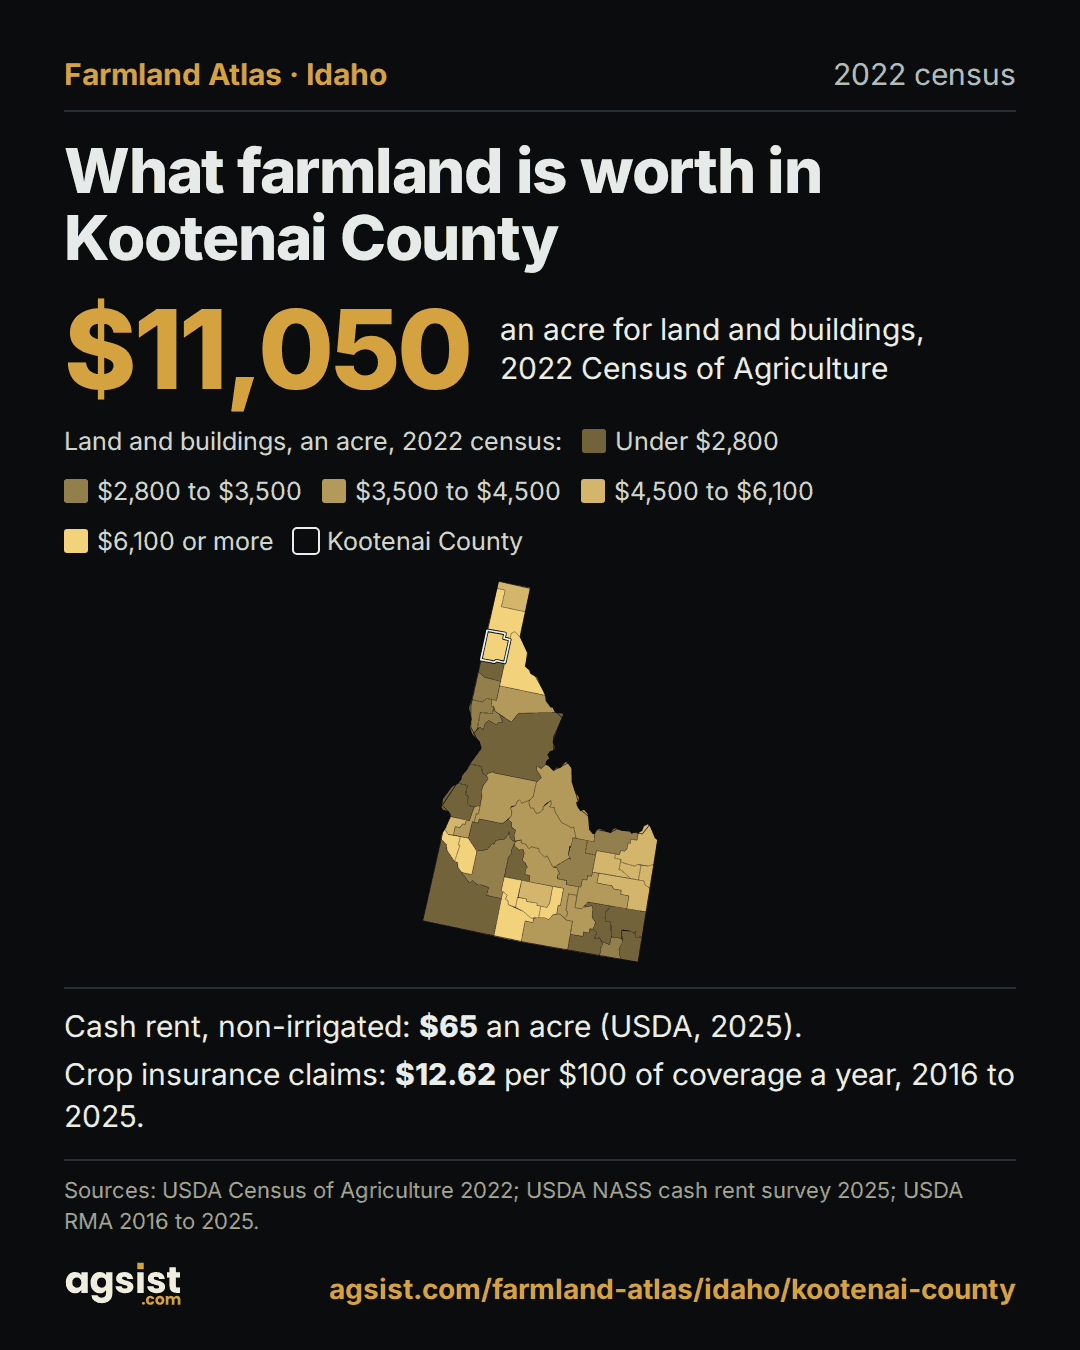 Farmland Atlas · Idaho
2022 census
What farmland is worth in
Kootenai County
$11,050
an acre for land and buildings,
2022 Census of Agriculture
Land and buildings, an acre, 2022 census: Under $2,800
$2,800 to $3,500 $3,500 to $4,500 $4,500 to $6,100
$6,100 or more Kootenai County
Cash rent, non-irrigated: $65 an acre (USDA, 2025).
Crop insurance claims: $12.62 per $100 of coverage a year, 2016 to
2025.
Sources: USDA Census of Agriculture 2022; USDA NASS cash rent survey 2025; USDA
RMA 2016 to 2025.
agsist
.com
agsist.com/farmland-atlas/idaho/kootenai-county